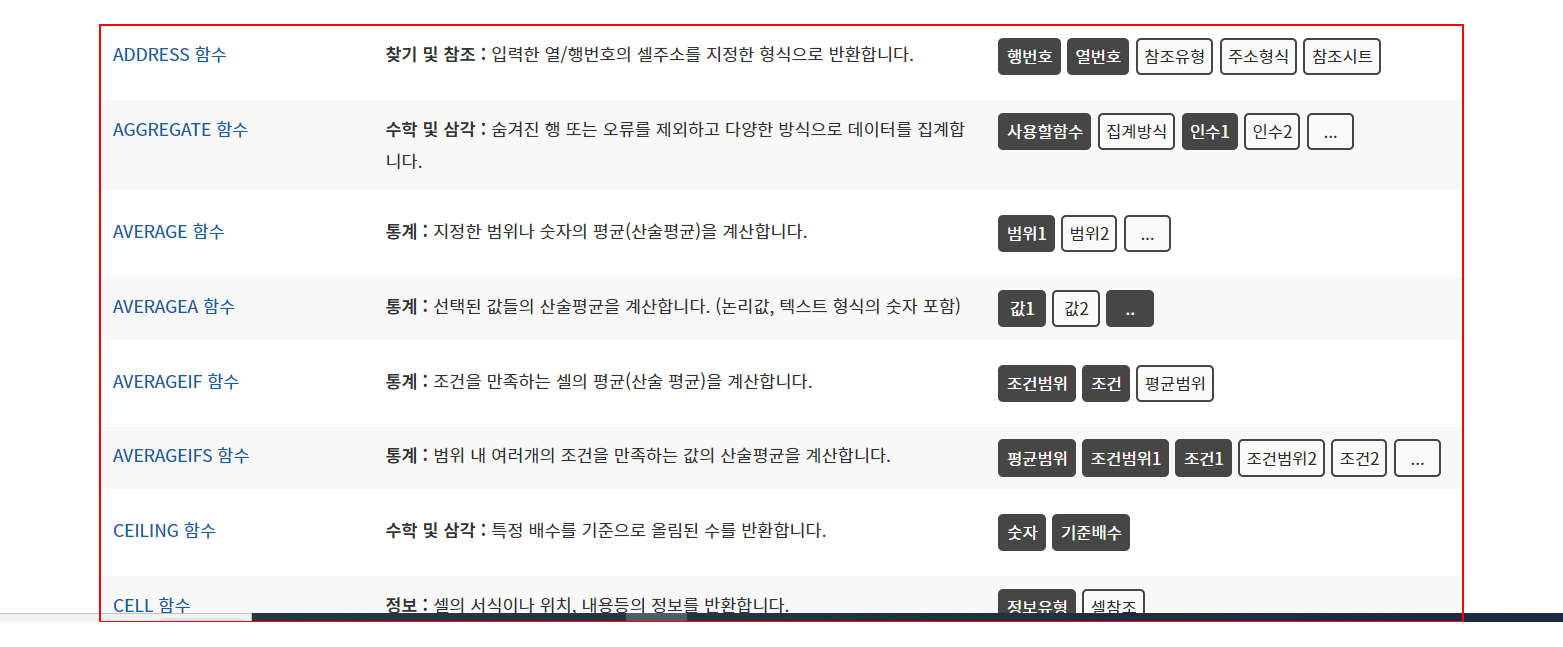 ADDRESS 함수 찾기 및 참조 : 입력한 열/행번호의 셀주소를 지정한 형식으로 반환합니다. 행번호 열번호 참조유형 주소형식 참조시트
AGGREGATE 함수 수학 및 삼각 : 숨겨진 행 또는 오류를 제외하고 다양한 방식으로 데이터를 집계합 사용할함수 집계방식 인수1 인수2 ...
니다.
AVERAGE 함수 통계 : 지정한 범위나 숫자의 평균(산술평균)을 계산합니다. 범위1 범위2 ...
AVERAGEA 함수 통계 : 선택된 값들의 산술평균을 계산합니다. (논리값, 텍스트 형식의 숫자 포함) 값1 값2 ..
AVERAGEIF 함수 통계 : 조건을 만족하는 셀의 평균(산술 평균)을 계산합니다. 조건범위 조건 평균범위
AVERAGEIFS 함수 통계 : 범위 내 여러개의 조건을 만족하는 값의 산술평균을 계산합니다. 평균범위 조건범위1 조건1 조건범위2 조건2 ...
CEILING 함수 수학 및 삼각 : 특정 배수를 기준으로 올림된 수를 반환합니다. 숫자 기준배수
CELL 함수 정보 : 셀의 서식이나 위치, 내용등의 정보를 반환합니다. 정보유형 셀참조